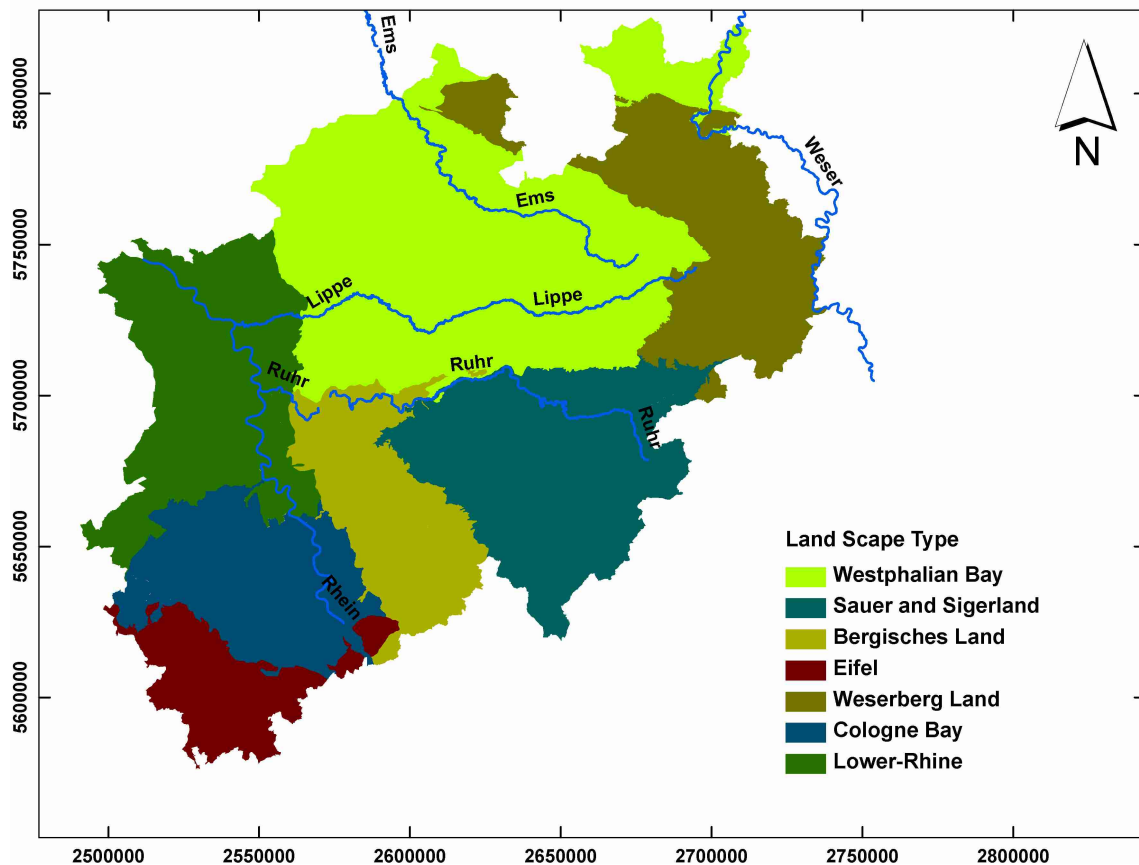 Ems
Weser
Ems
Lippe
Lippe
Ruhr
Ruhr
Ruhr
Rhein
N
Land Scape Type
Westphalian Bay
Sauer and Sigerland
Bergisches Land
Eifel
Weserberg Land
Cologne Bay
Lower-Rhine
5800000
5750000
5700000
5650000
5600000
2500000 2550000 2600000 2650000 2700000 2750000 2800000